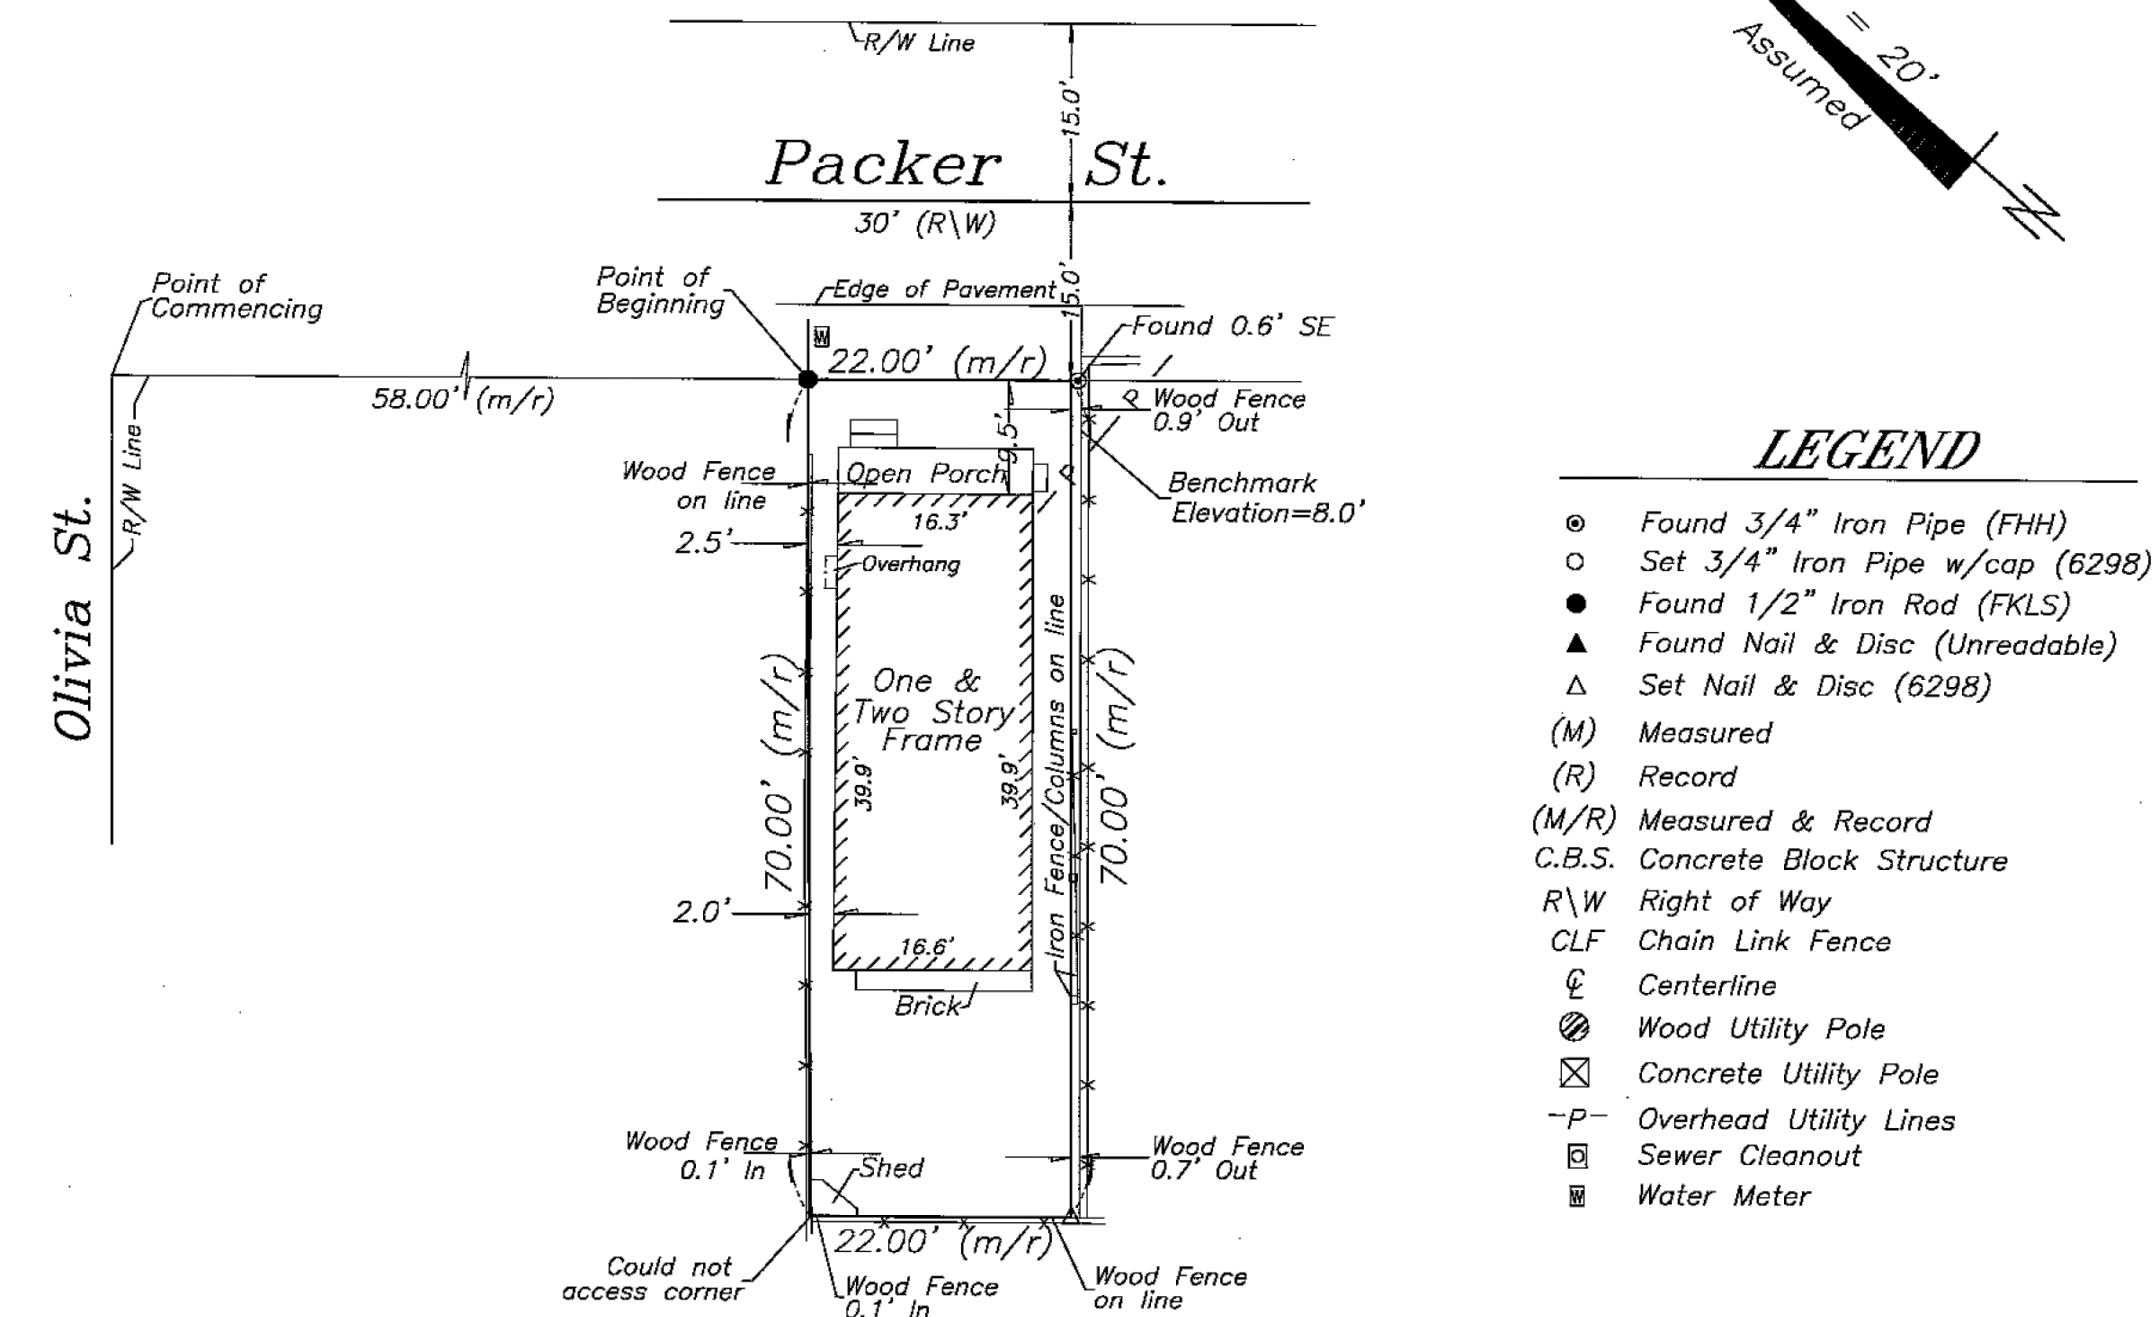 R/W Line
= 20'
Assumed
N
15.0'
Packer St.
30' (R\W)
Point of
Commencing
Point of
Beginning
Edge of Pavement
15.0'
Found 0.6' SE
W
22.00' (m/r)
58.00' (m/r)
R/W Line
Olivia St.
P
Wood Fence
0.9' Out
9.5'
Wood Fence
on line
Open Porch
P
Benchmark
Elevation=8.0'
16.3'
2.5'
Overhang
One &
Two Story
Frame
39.9'
39.9'
Iron Fence/Columns on line
70.00' (m/r)
70.00' (m/r)
2.0'
16.6'
Brick
Wood Fence
0.1' In
Shed
Wood Fence
0.7' Out
22.00' (m/r)
Could not
access corner
Wood Fence
0.1' In
Wood Fence
on line
LEGEND
Found 3/4" Iron Pipe (FHH)
Set 3/4" Iron Pipe w/cap (6298)
Found 1/2" Iron Rod (FKLS)
Found Nail & Disc (Unreadable)
Set Nail & Disc (6298)
(M) Measured
(R) Record
(M/R) Measured & Record
C.B.S. Concrete Block Structure
R\W Right of Way
CLF Chain Link Fence
℄ Centerline
Wood Utility Pole
Concrete Utility Pole
-P- Overhead Utility Lines
Sewer Cleanout
W Water Meter